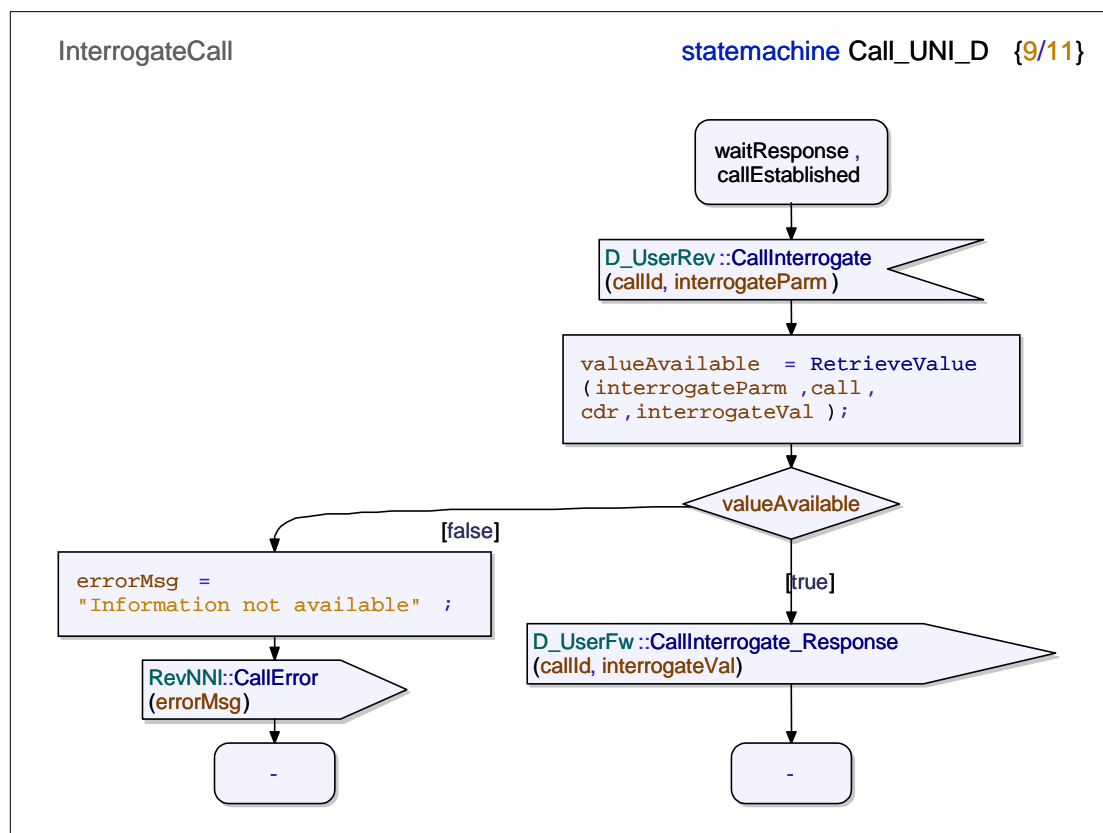 InterrogateCall
statemachine Call_UNI_D {9/11}
waitResponse ,
callEstablished
D_UserRev ::CallInterrogate
(callId, interrogateParm )
valueAvailable = RetrieveValue
(interrogateParm ,call ,
cdr ,interrogateVal );
valueAvailable
[false]
[true]
errorMsg =
"Information not available" ;
D_UserFw ::CallInterrogate_Response
(callId, interrogateVal)
RevNNI::CallError
(errorMsg)
-
-